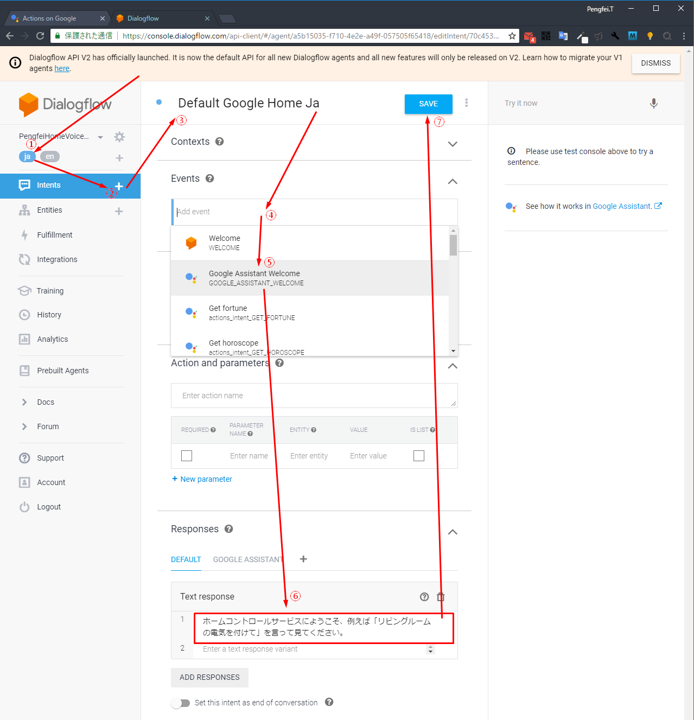 Pengfei.T
Actions on Google
Dialogflow
保護された通信 https://console.dialogflow.com/api-client/#/agent/a5b15035-f710-4e2e-a49f-057505f65418/editIntent/70c453...
Dialogflow API V2 has officially launched. It is now the default API for all new Dialogflow agents and all new features will only be released on V2. Learn how to migrate your V1
agents here.
DISMISS
Dialogflow
Default Google Home Ja
SAVE
Try it now
PengfeiHomeVoice...
①
③
⑦
ja
en
Contexts
Please use test console above to try a
sentence.
Intents
②
Events
Entities
④
Add event
See how it works in Google Assistant.
Fulfillment
Welcome
WELCOME
Integrations
⑤
Google Assistant Welcome
GOOGLE_ASSISTANT_WELCOME
Training
History
Get fortune
actions_intent_GET_FORTUNE
Analytics
Get horoscope
actions_intent_GET_HOROSCOPE
Prebuilt Agents
Action and parameters
Docs
Enter action name
Forum
REQUIRED
PARAMETER
NAME
ENTITY
VALUE
IS LIST
Support
Enter name
Enter entity
Enter value
Account
New parameter
Logout
Responses
DEFAULT
GOOGLE ASSISTANT
Text response
⑥
1
ホームコントロールサービスにようこそ、例えば「リビングルーム
の電気を付けて」を言って見てください。
2
Enter a text response variant
ADD RESPONSES
Set this intent as end of conversation